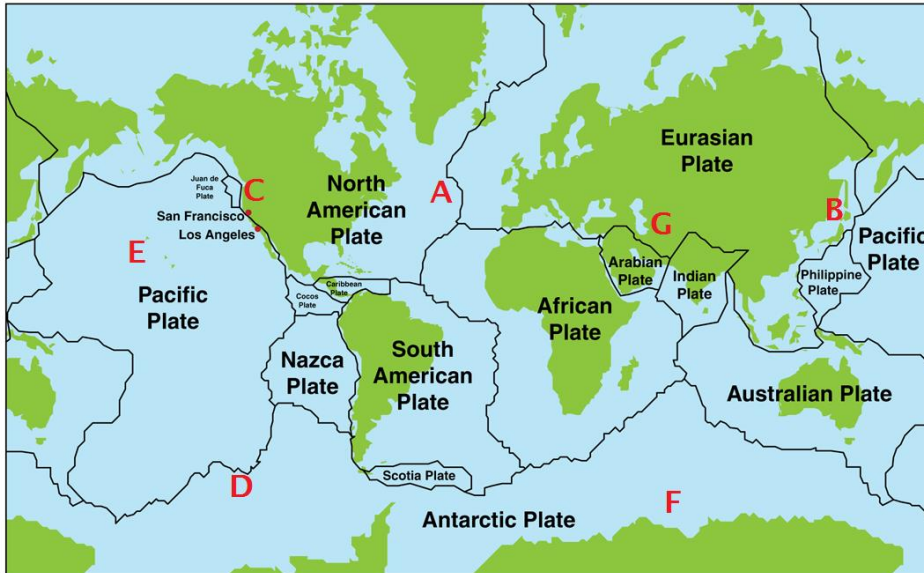 Eurasian
Plate
Juan de
Fuca
Plate
C
North
American
Plate
A
B
San Francisco
Los Angeles
E
G
Pacific
Plate
Arabian
Plate
Indian
Plate
Philippine
Plate
Pacific
Plate
Caribbean
Plate
Cocos
Plate
African
Plate
Nazca
Plate
South
American
Plate
Australian Plate
Scotia Plate
D
F
Antarctic Plate